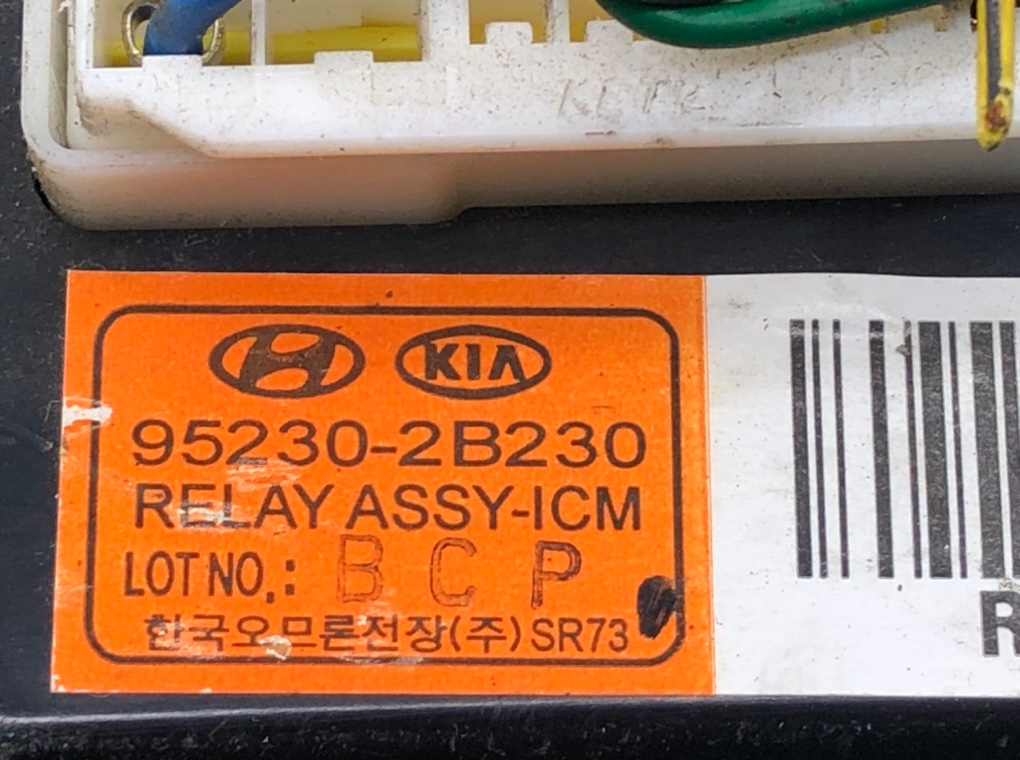 KIA
95230-2B230
RELAY ASSY-ICM
LOT NO.: B C P
한국오므론전장(주) SR73
R